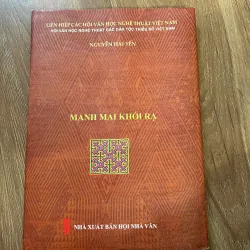 LIÊN HIỆP CÁC HỘI VĂN HỌC NGHỆ THUẬT VIỆT NAM
HỘI VĂN HỌC NGHỆ THUẬT CÁC DÂN TỘC THIỂU SỐ VIỆT NAM
NGUYỄN HẢI YẾN
MANH MAI KHÓI RẠ
NHÀ XUẤT BẢN HỘI NHÀ VĂN